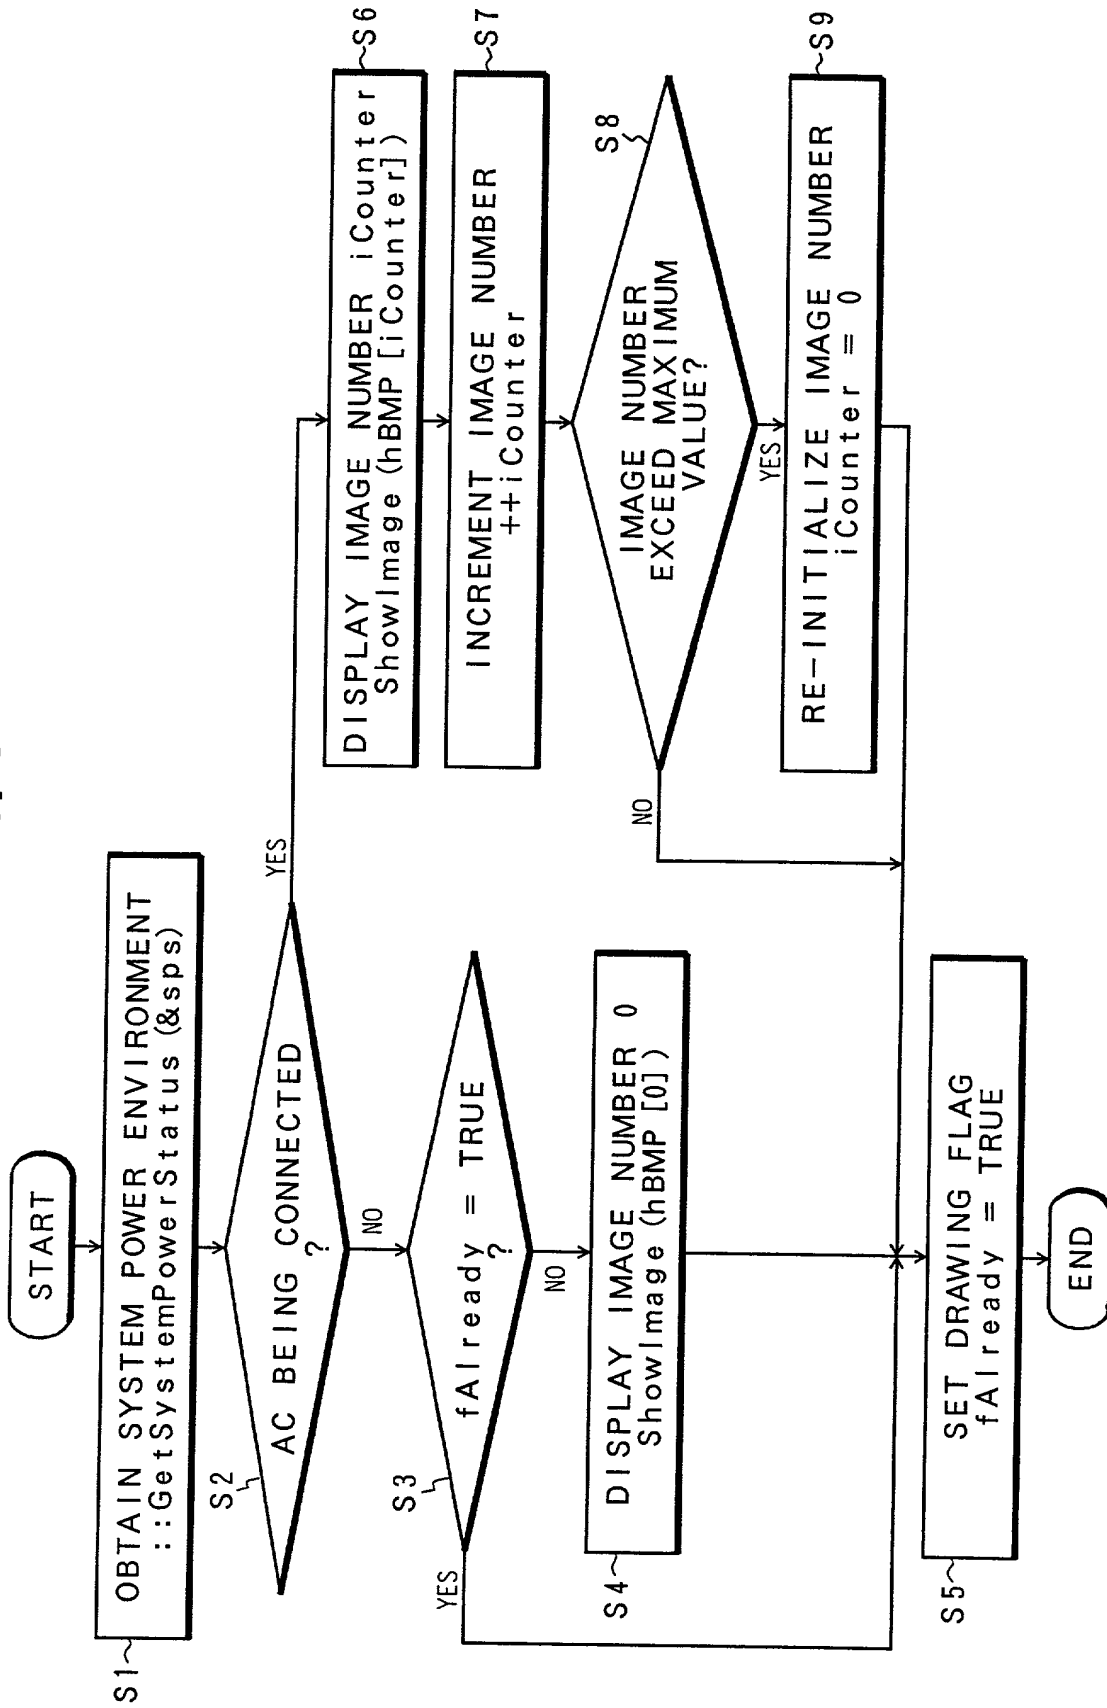 START
S1
OBTAIN SYSTEM POWER ENVIRONMENT
::GetSystemPowerStatus (&sps)
S2
AC BEING CONNECTED
?
YES
NO
S3
fAlready = TRUE
?
YES
NO
S4
DISPLAY IMAGE NUMBER 0
ShowImage (hBMP [0])
S5
SET DRAWING FLAG
fAlready = TRUE
END
S6
DISPLAY IMAGE NUMBER iCounter
ShowImage (hBMP [iCounter])
S7
INCREMENT IMAGE NUMBER
++iCounter
S8
IMAGE NUMBER
EXCEED MAXIMUM
VALUE?
NO
YES
S9
RE-INITIALIZE IMAGE NUMBER
iCounter = 0